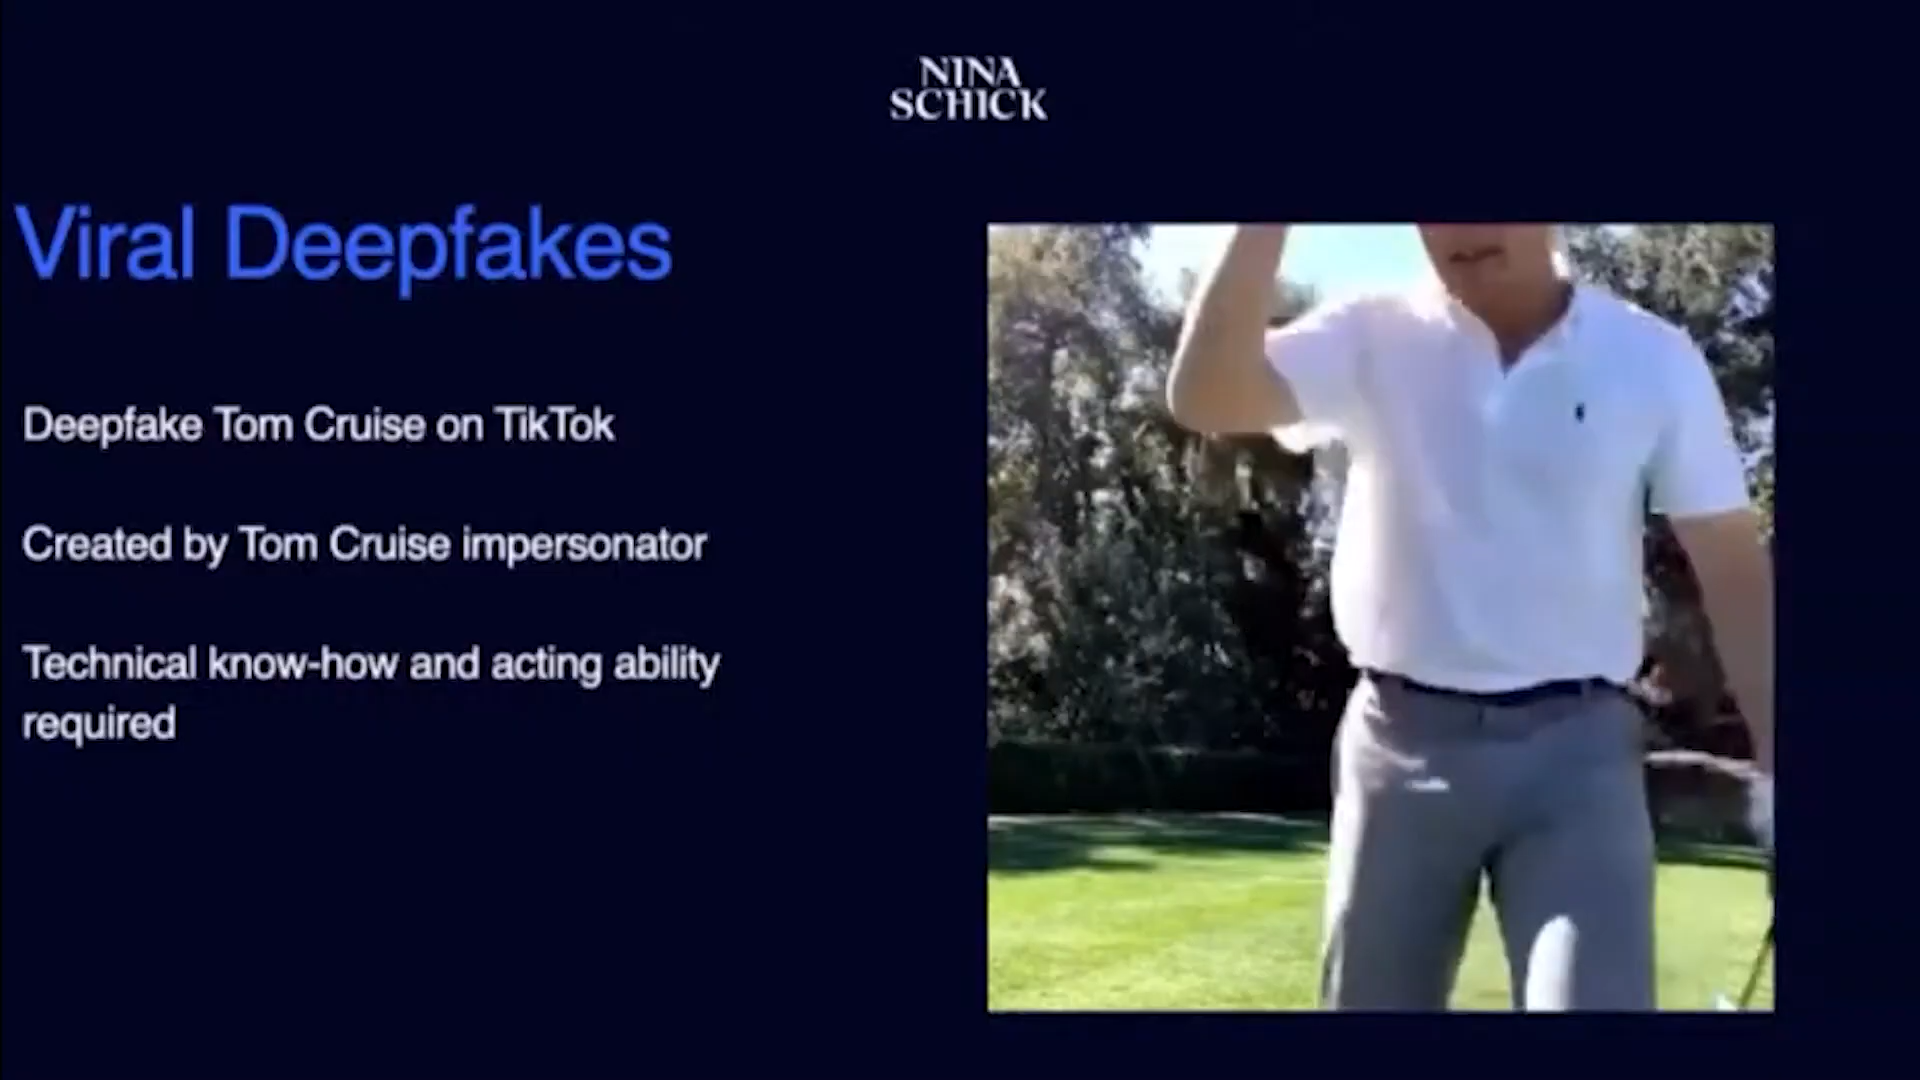 NINA
SCHICK
Viral Deepfakes
Deepfake Tom Cruise on TikTok
Created by Tom Cruise impersonator
Technical know-how and acting ability
required